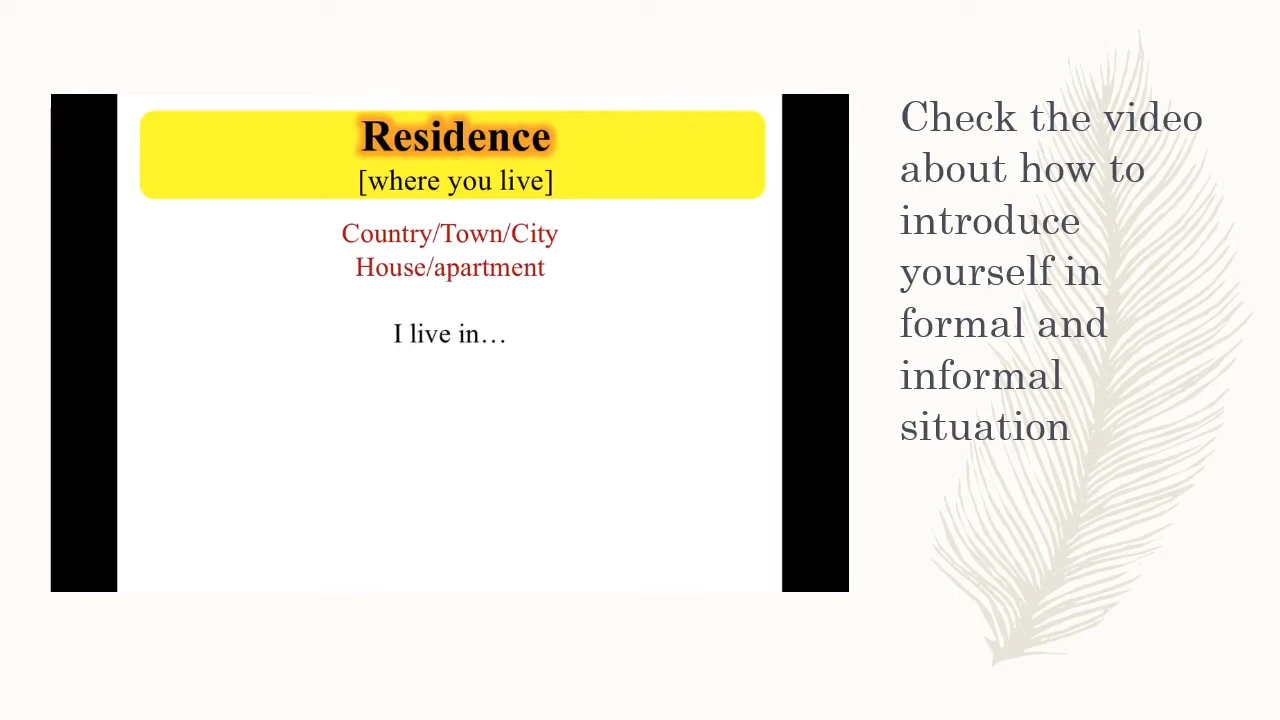 Residence
[where you live]
Country/Town/City
House/apartment
I live in…
Check the video
about how to
introduce
yourself in
formal and
informal
situation